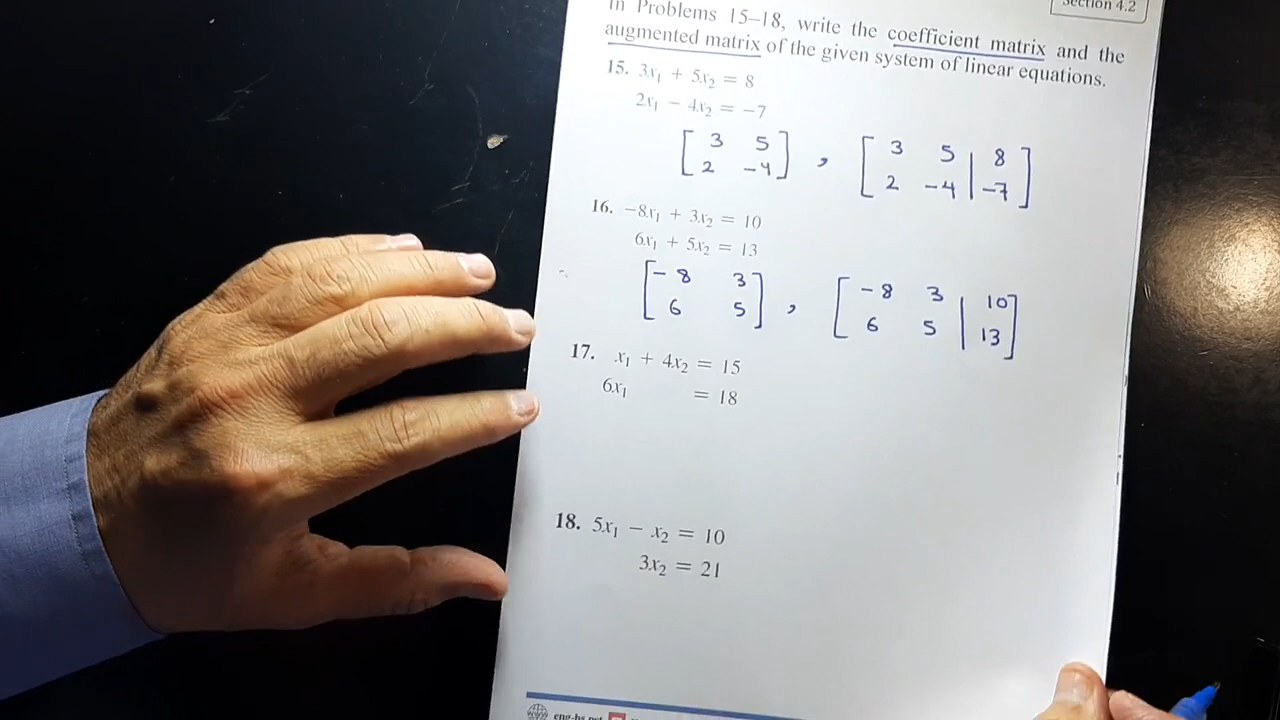 Section 4.2
In Problems 15–18, write the coefficient matrix and the
augmented matrix of the given system of linear equations.
15. 3x₁ + 5x₂ = 8
2x₁ − 4x₂ = −7
[ 3 5 ] , [ 3 5 | 8 ]
[ 2 −4 ] [ 2 −4 | −7 ]
16. −8x₁ + 3x₂ = 10
6x₁ + 5x₂ = 13
[ −8 3 ] , [ −8 3 | 10 ]
[ 6 5 ] [ 6 5 | 13 ]
17. x₁ + 4x₂ = 15
6x₁ = 18
18. 5x₁ − x₂ = 10
3x₂ = 21
eng-hs.net